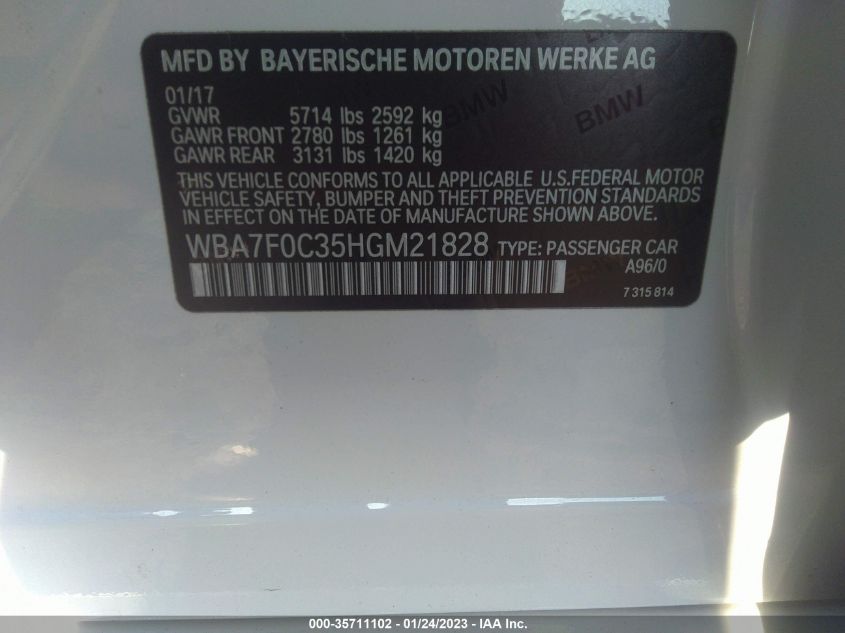 MFD BY BAYERISCHE MOTOREN WERKE AG
01/17
GVWR 5714 lbs 2592 kg
GAWR FRONT 2780 lbs 1261 kg
GAWR REAR 3131 lbs 1420 kg
BMW
BMW
THIS VEHICLE CONFORMS TO ALL APPLICABLE U.S.FEDERAL MOTOR
VEHICLE SAFETY, BUMPER AND THEFT PREVENTION STANDARDS
IN EFFECT ON THE DATE OF MANUFACTURE SHOWN ABOVE.
WBA7F0C35HGM21828 TYPE: PASSENGER CAR
A96/0
7 315 814
000-35711102 - 01/24/2023 - IAA Inc.